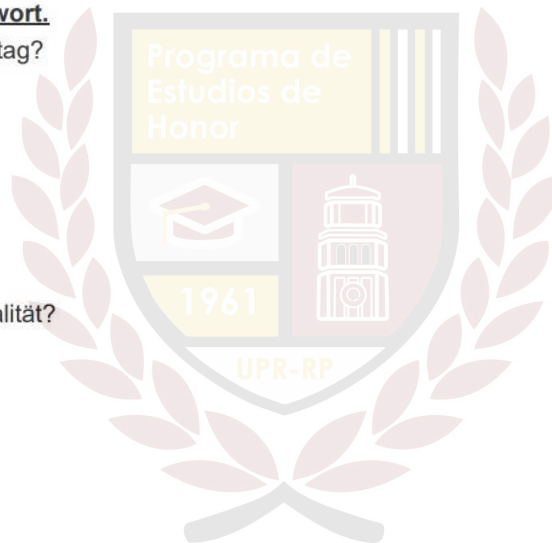 wort.
tag?
Programa de
Estudios de
Honor
1961
alität?
UPR-RP